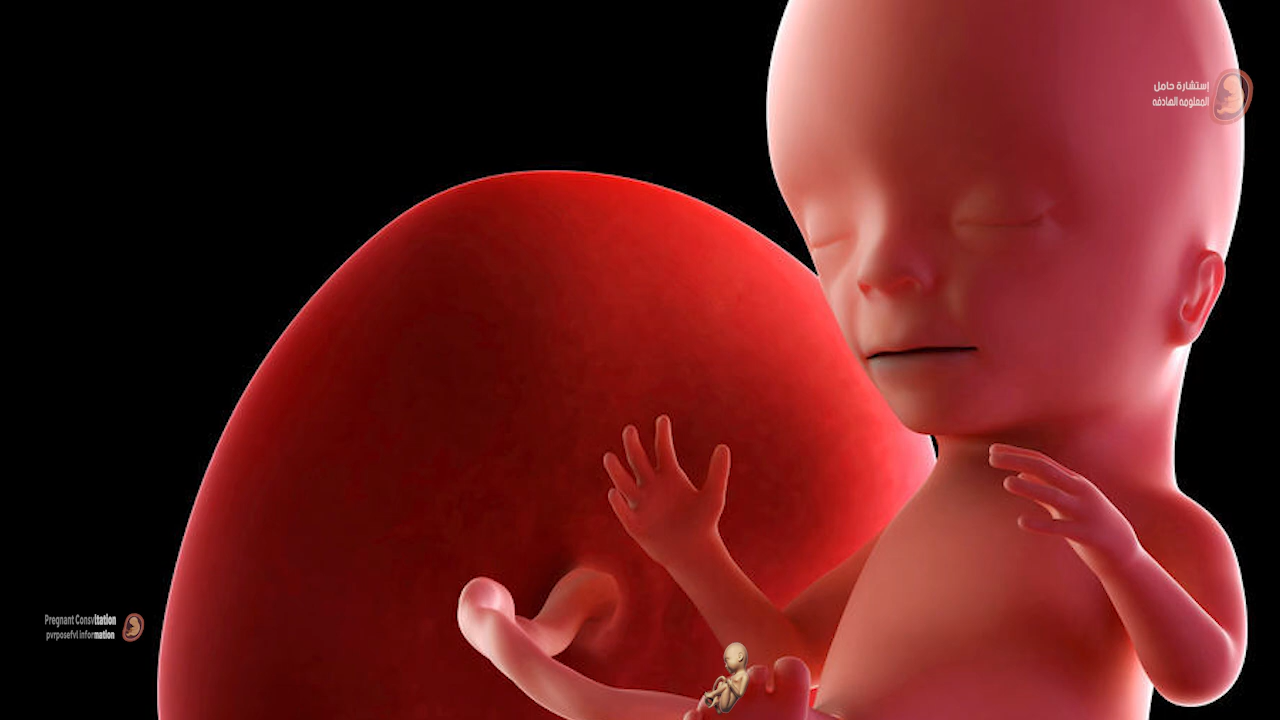 إستشارة حامل
المعلومه الهادفه
Pregnant Consvltation
pvrposefvl information